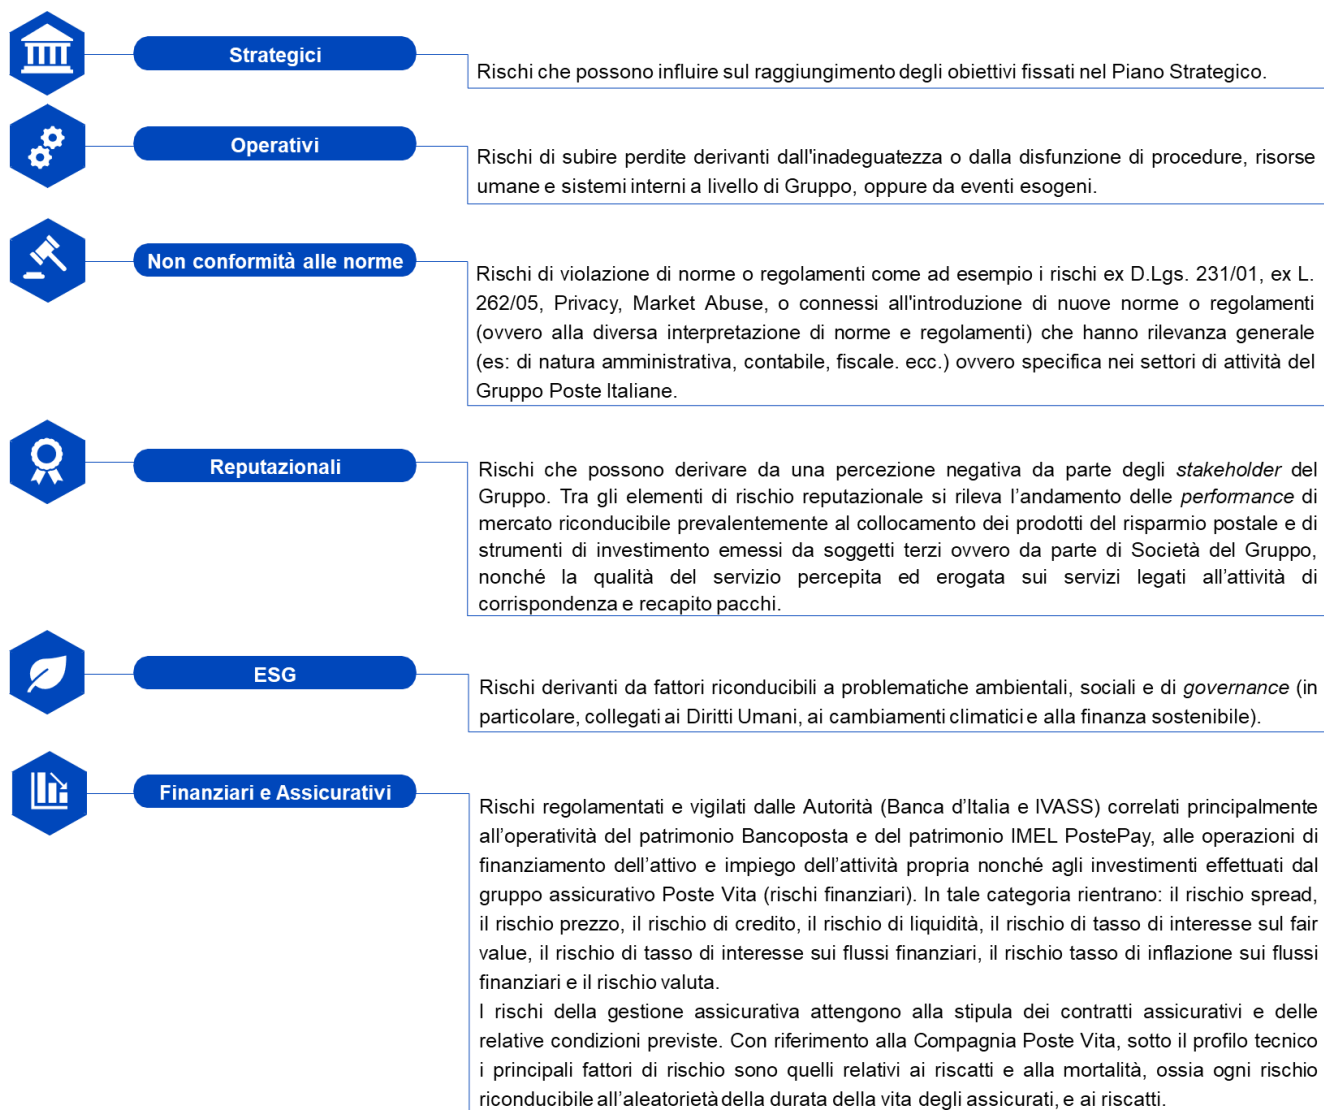 Strategici
Rischi che possono influire sul raggiungimento degli obiettivi fissati nel Piano Strategico.
Operativi
Rischi di subire perdite derivanti dall'inadeguatezza o dalla disfunzione di procedure, risorse
umane e sistemi interni a livello di Gruppo, oppure da eventi esogeni.
Non conformità alle norme
Rischi di violazione di norme o regolamenti come ad esempio i rischi ex D.Lgs. 231/01, ex L.
262/05, Privacy, Market Abuse, o connessi all'introduzione di nuove norme o regolamenti
(ovvero alla diversa interpretazione di norme e regolamenti) che hanno rilevanza generale
(es: di natura amministrativa, contabile, fiscale. ecc.) ovvero specifica nei settori di attività del
Gruppo Poste Italiane.
Reputazionali
Rischi che possono derivare da una percezione negativa da parte degli stakeholder del
Gruppo. Tra gli elementi di rischio reputazionale si rileva l’andamento delle performance di
mercato riconducibile prevalentemente al collocamento dei prodotti del risparmio postale e di
strumenti di investimento emessi da soggetti terzi ovvero da parte di Società del Gruppo,
nonché la qualità del servizio percepita ed erogata sui servizi legati all’attività di
corrispondenza e recapito pacchi.
ESG
Rischi derivanti da fattori riconducibili a problematiche ambientali, sociali e di governance (in
particolare, collegati ai Diritti Umani, ai cambiamenti climatici e alla finanza sostenibile).
Finanziari e Assicurativi
Rischi regolamentati e vigilati dalle Autorità (Banca d’Italia e IVASS) correlati principalmente
all’operatività del patrimonio Bancoposta e del patrimonio IMEL PostePay, alle operazioni di
finanziamento dell’attivo e impiego dell’attività propria nonché agli investimenti effettuati dal
gruppo assicurativo Poste Vita (rischi finanziari). In tale categoria rientrano: il rischio spread,
il rischio prezzo, il rischio di credito, il rischio di liquidità, il rischio di tasso di interesse sul fair
value, il rischio di tasso di interesse sui flussi finanziari, il rischio tasso di inflazione sui flussi
finanziari e il rischio valuta.
I rischi della gestione assicurativa attengono alla stipula dei contratti assicurativi e delle
relative condizioni previste. Con riferimento alla Compagnia Poste Vita, sotto il profilo tecnico
i principali fattori di rischio sono quelli relativi ai riscatti e alla mortalità, ossia ogni rischio
riconducibile all’aleatorietà della durata della vita degli assicurati, e ai riscatti.